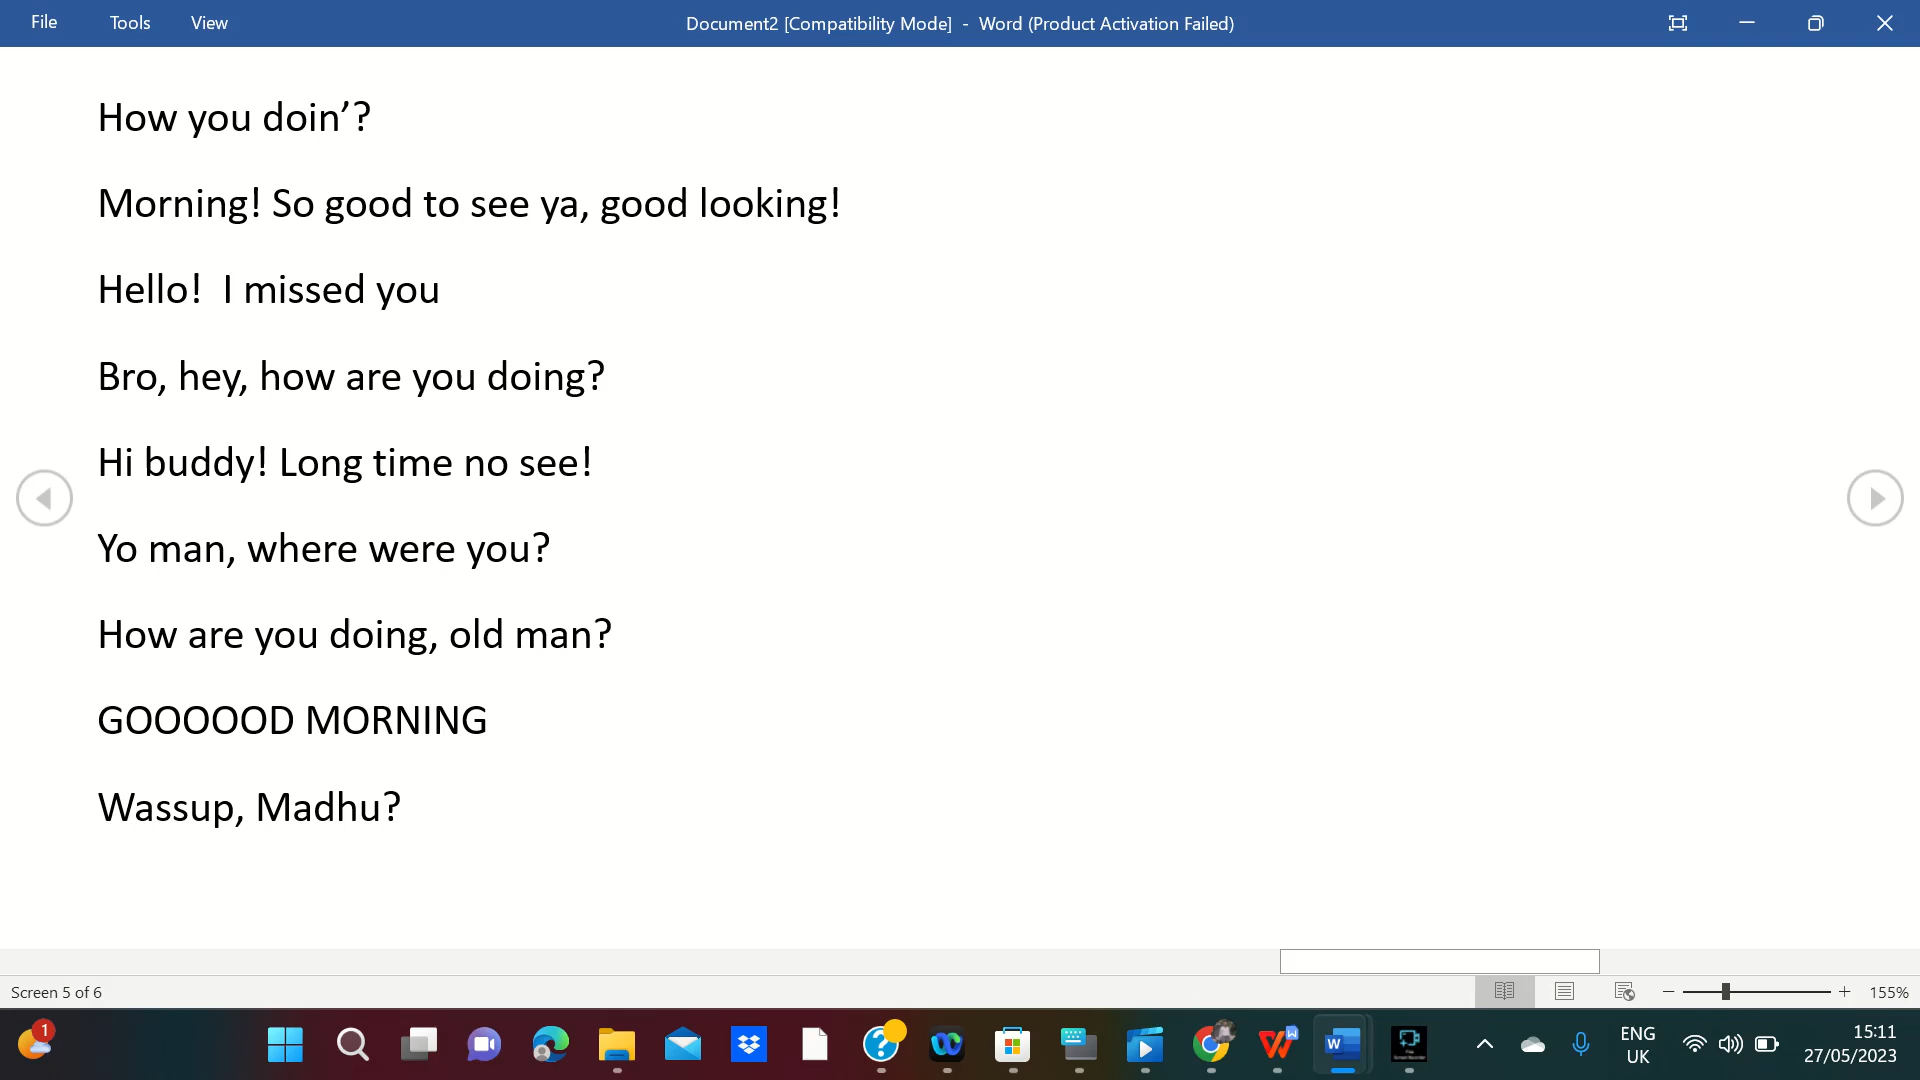 File Tools View Document2 [Compatibility Mode] - Word (Product Activation Failed)
How you doin’?
Morning! So good to see ya, good looking!
Hello!  I missed you
Bro, hey, how are you doing?
Hi buddy! Long time no see!
Yo man, where were you?
How are you doing, old man?
GOOOOOD MORNING
Wassup, Madhu?
Screen 5 of 6 155%
1 ENG 15:11
UK 27/05/2023